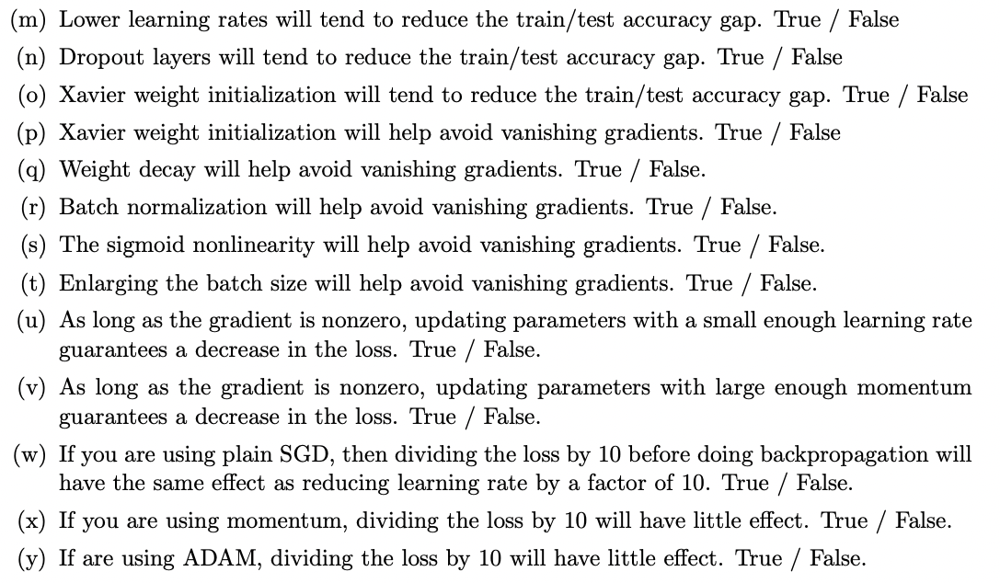 (m) Lower learning rates will tend to reduce the train/test accuracy gap. True / False
(n) Dropout layers will tend to reduce the train/test accuracy gap. True / False
(o) Xavier weight initialization will tend to reduce the train/test accuracy gap. True / False
(p) Xavier weight initialization will help avoid vanishing gradients. True / False
(q) Weight decay will help avoid vanishing gradients. True / False.
(r) Batch normalization will help avoid vanishing gradients. True / False.
(s) The sigmoid nonlinearity will help avoid vanishing gradients. True / False.
(t) Enlarging the batch size will help avoid vanishing gradients. True / False.
(u) As long as the gradient is nonzero, updating parameters with a small enough learning rate
guarantees a decrease in the loss. True / False.
(v) As long as the gradient is nonzero, updating parameters with large enough momentum
guarantees a decrease in the loss. True / False.
(w) If you are using plain SGD, then dividing the loss by 10 before doing backpropagation will
have the same effect as reducing learning rate by a factor of 10. True / False.
(x) If you are using momentum, dividing the loss by 10 will have little effect. True / False.
(y) If are using ADAM, dividing the loss by 10 will have little effect. True / False.